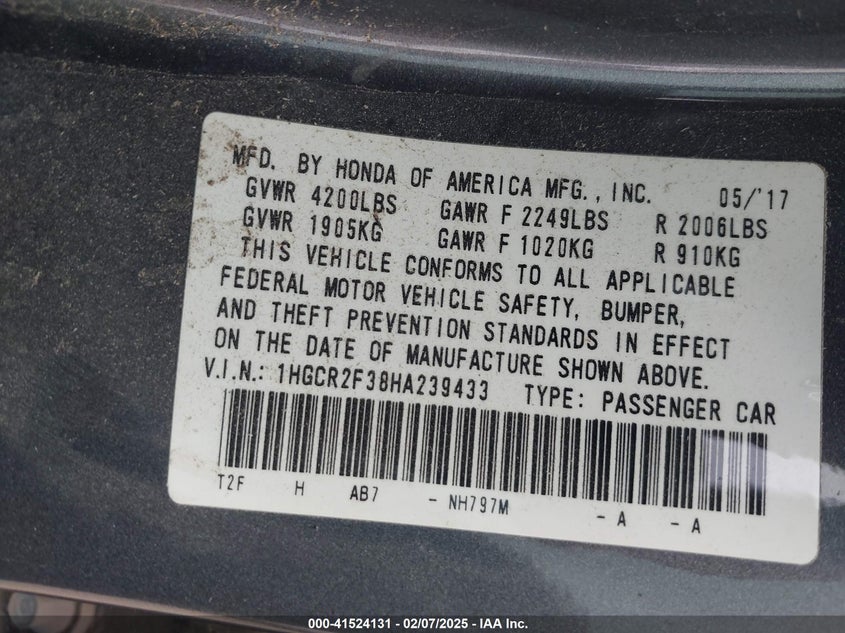 MFD. BY HONDA OF AMERICA MFG., INC. 05/'17
GVWR 4200LBS GAWR F 2249LBS R 2006LBS
GVWR 1905KG GAWR F 1020KG R 910KG
THIS VEHICLE CONFORMS TO ALL APPLICABLE
FEDERAL MOTOR VEHICLE SAFETY, BUMPER,
AND THEFT PREVENTION STANDARDS IN EFFECT
ON THE DATE OF MANUFACTURE SHOWN ABOVE.
V.I.N.: 1HGCR2F38HA239433 TYPE: PASSENGER CAR
T2F H AB7 - NH797M - A - A
000-41524131 - 02/07/2025 - IAA Inc.